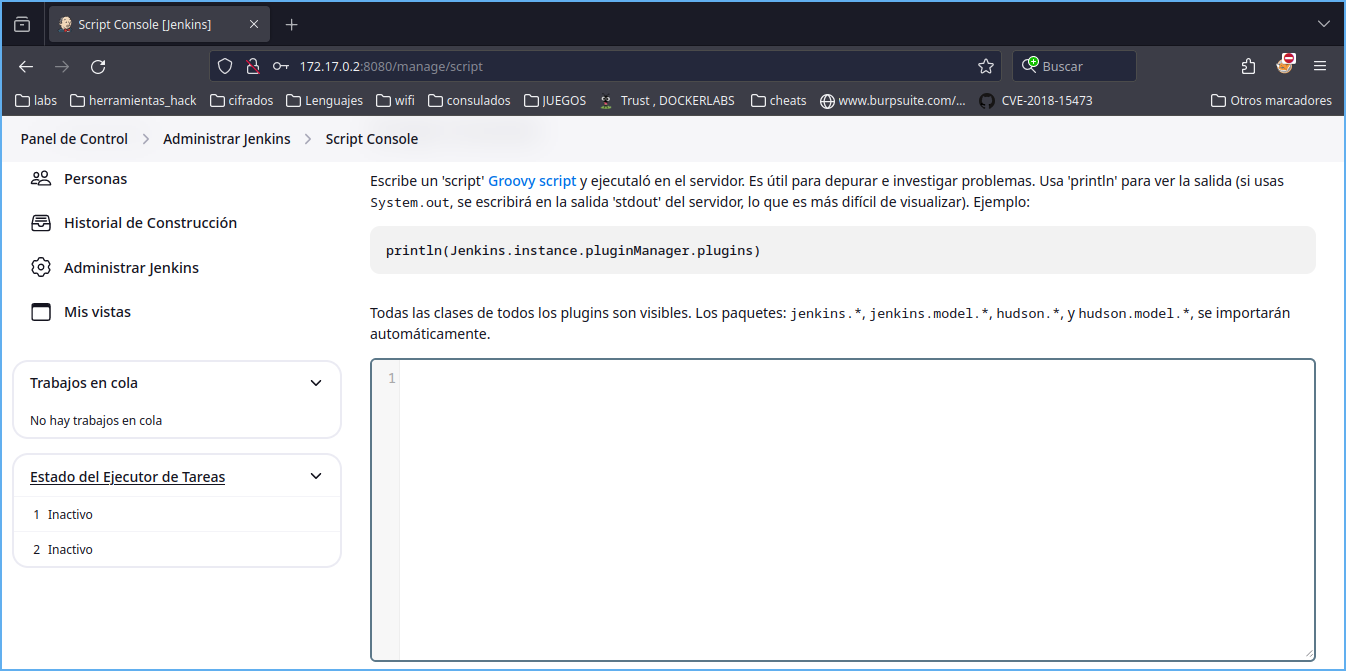 Script Console [Jenkins]
172.17.0.2:8080/manage/script
Buscar
labs
herramientas_hack
cifrados
Lenguajes
wifi
consulados
JUEGOS
Trust , DOCKERLABS
cheats
www.burpsuite.com/...
CVE-2018-15473
Otros marcadores
Panel de Control > Administrar Jenkins > Script Console
Personas
Historial de Construcción
Administrar Jenkins
Mis vistas
Trabajos en cola
No hay trabajos en cola
Estado del Ejecutor de Tareas
1 Inactivo
2 Inactivo
Escribe un 'script' Groovy script y ejecutaló en el servidor. Es útil para depurar e investigar problemas. Usa 'println' para ver la salida (si usas
System.out, se escribirá en la salida 'stdout' del servidor, lo que es más difícil de visualizar). Ejemplo:
println(Jenkins.instance.pluginManager.plugins)
Todas las clases de todos los plugins son visibles. Los paquetes: jenkins.*, jenkins.model.*, hudson.*, y hudson.model.*, se importarán
automáticamente.
1